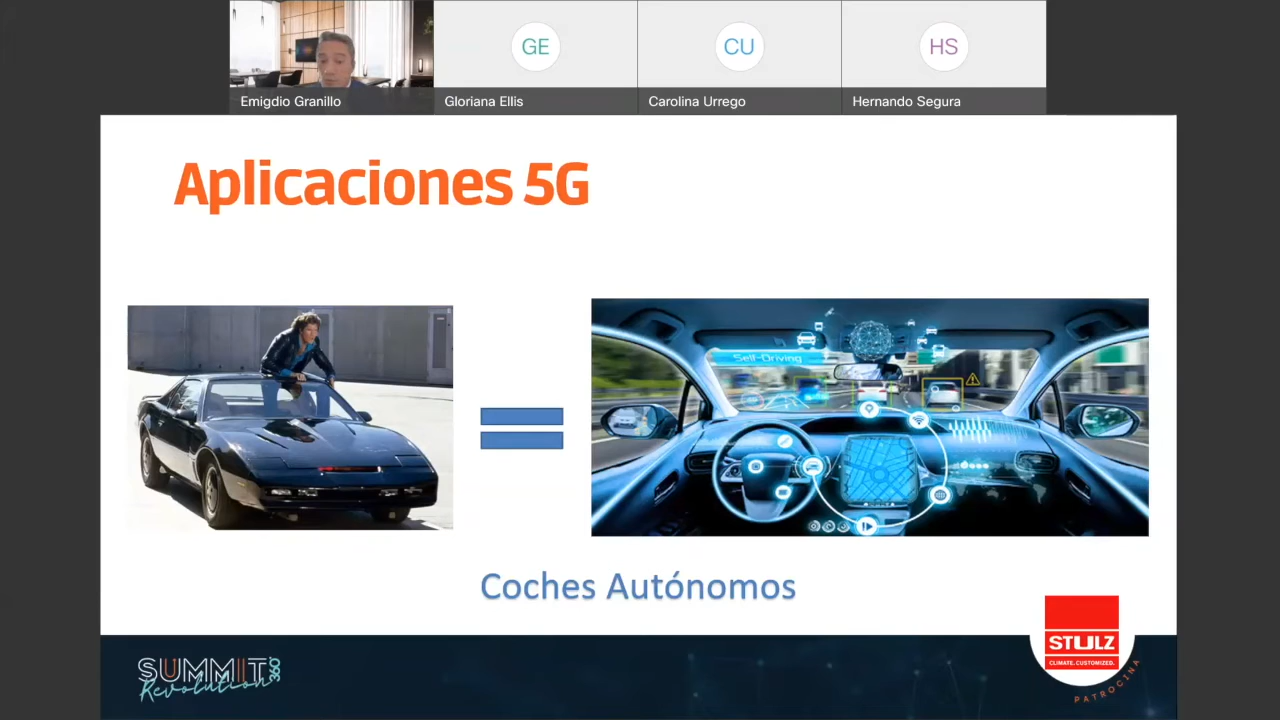 GE
CU
HS
Emigdio Granillo
Gloriana Ellis
Carolina Urrego
Hernando Segura
Aplicaciones 5G
Self-Driving
Coches Autónomos
SUMMIT 360
Revolution
STULZ
CLIMATE. CUSTOMIZED.
PATROCINA